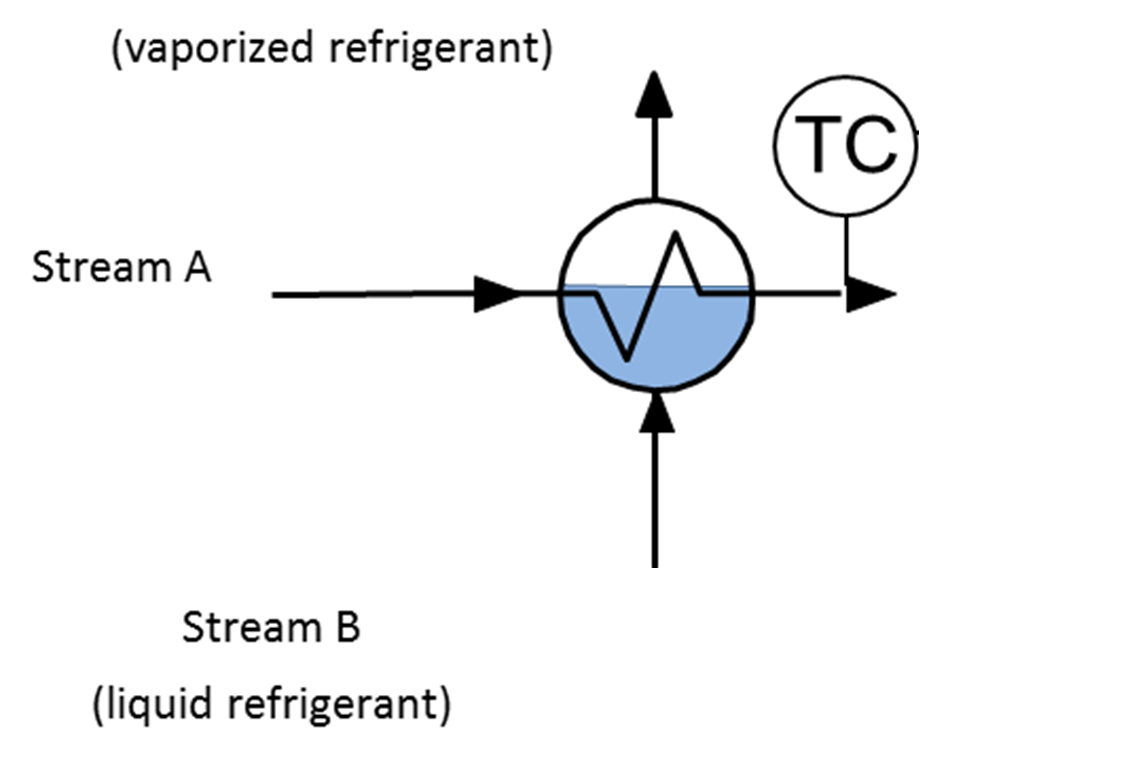 (vaporized refrigerant)
TC
Stream A
Stream B
(liquid refrigerant)